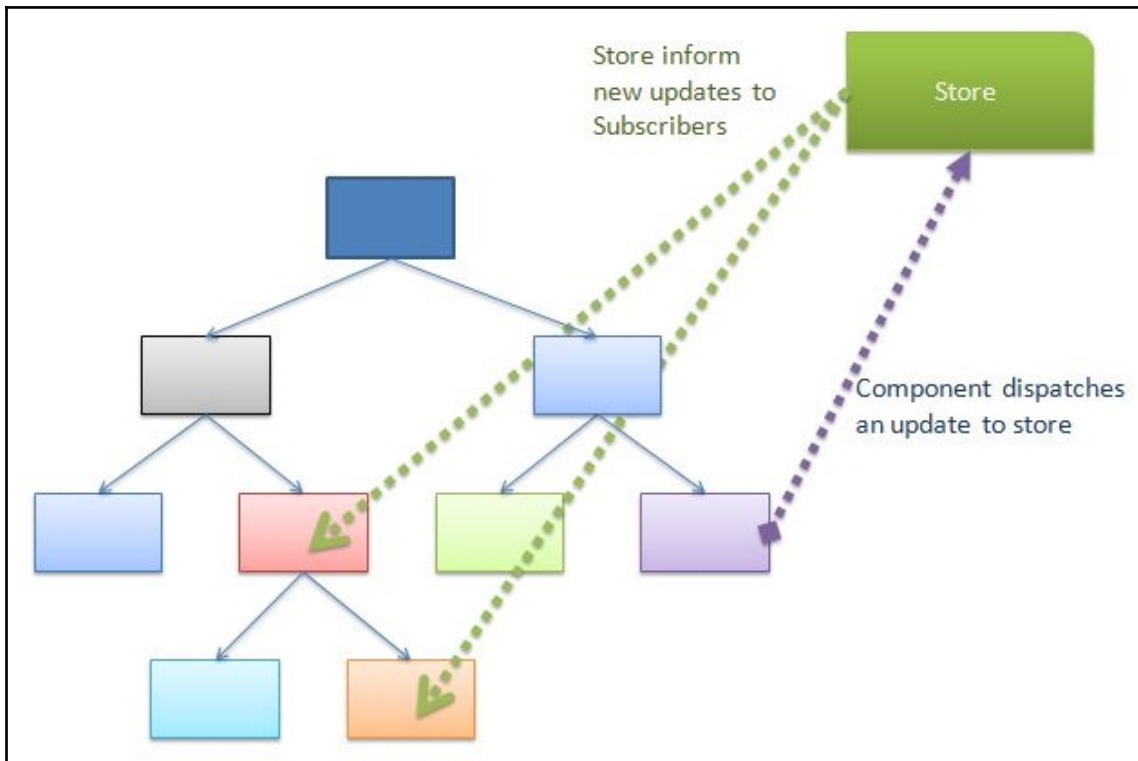 Store inform
new updates to
Subscribers
Store
Component dispatches
an update to store